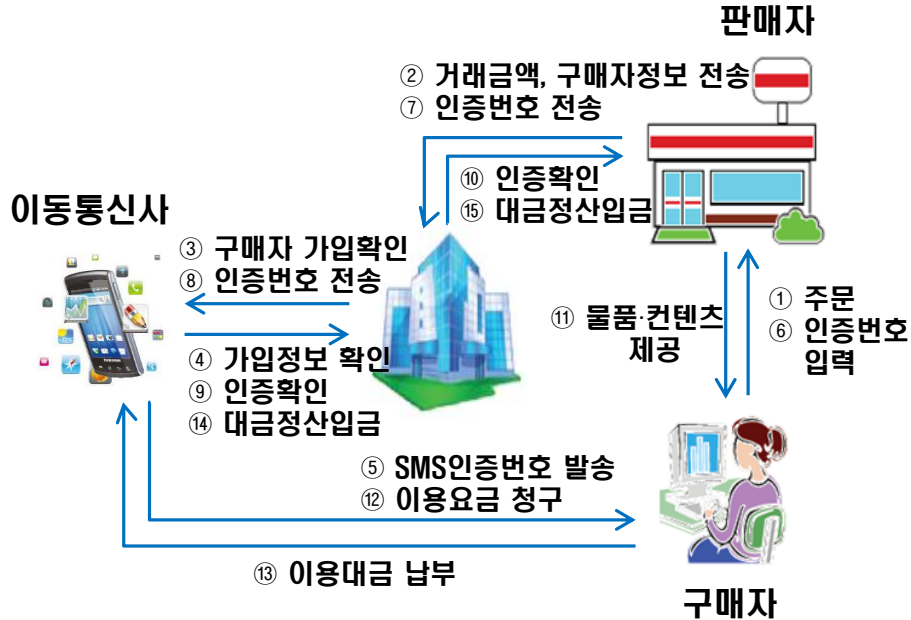 판매자
② 거래금액, 구매자정보 전송
⑦ 인증번호 전송
⑩ 인증확인
⑮ 대금정산입금
이동통신사
③ 구매자 가입확인
⑧ 인증번호 전송
④ 가입정보 확인
⑨ 인증확인
⑭ 대금정산입금
⑪ 물품·컨텐츠
제공
① 주문
⑥ 인증번호
입력
⑤ SMS인증번호 발송
⑫ 이용요금 청구
⑬ 이용대금 납부
구매자